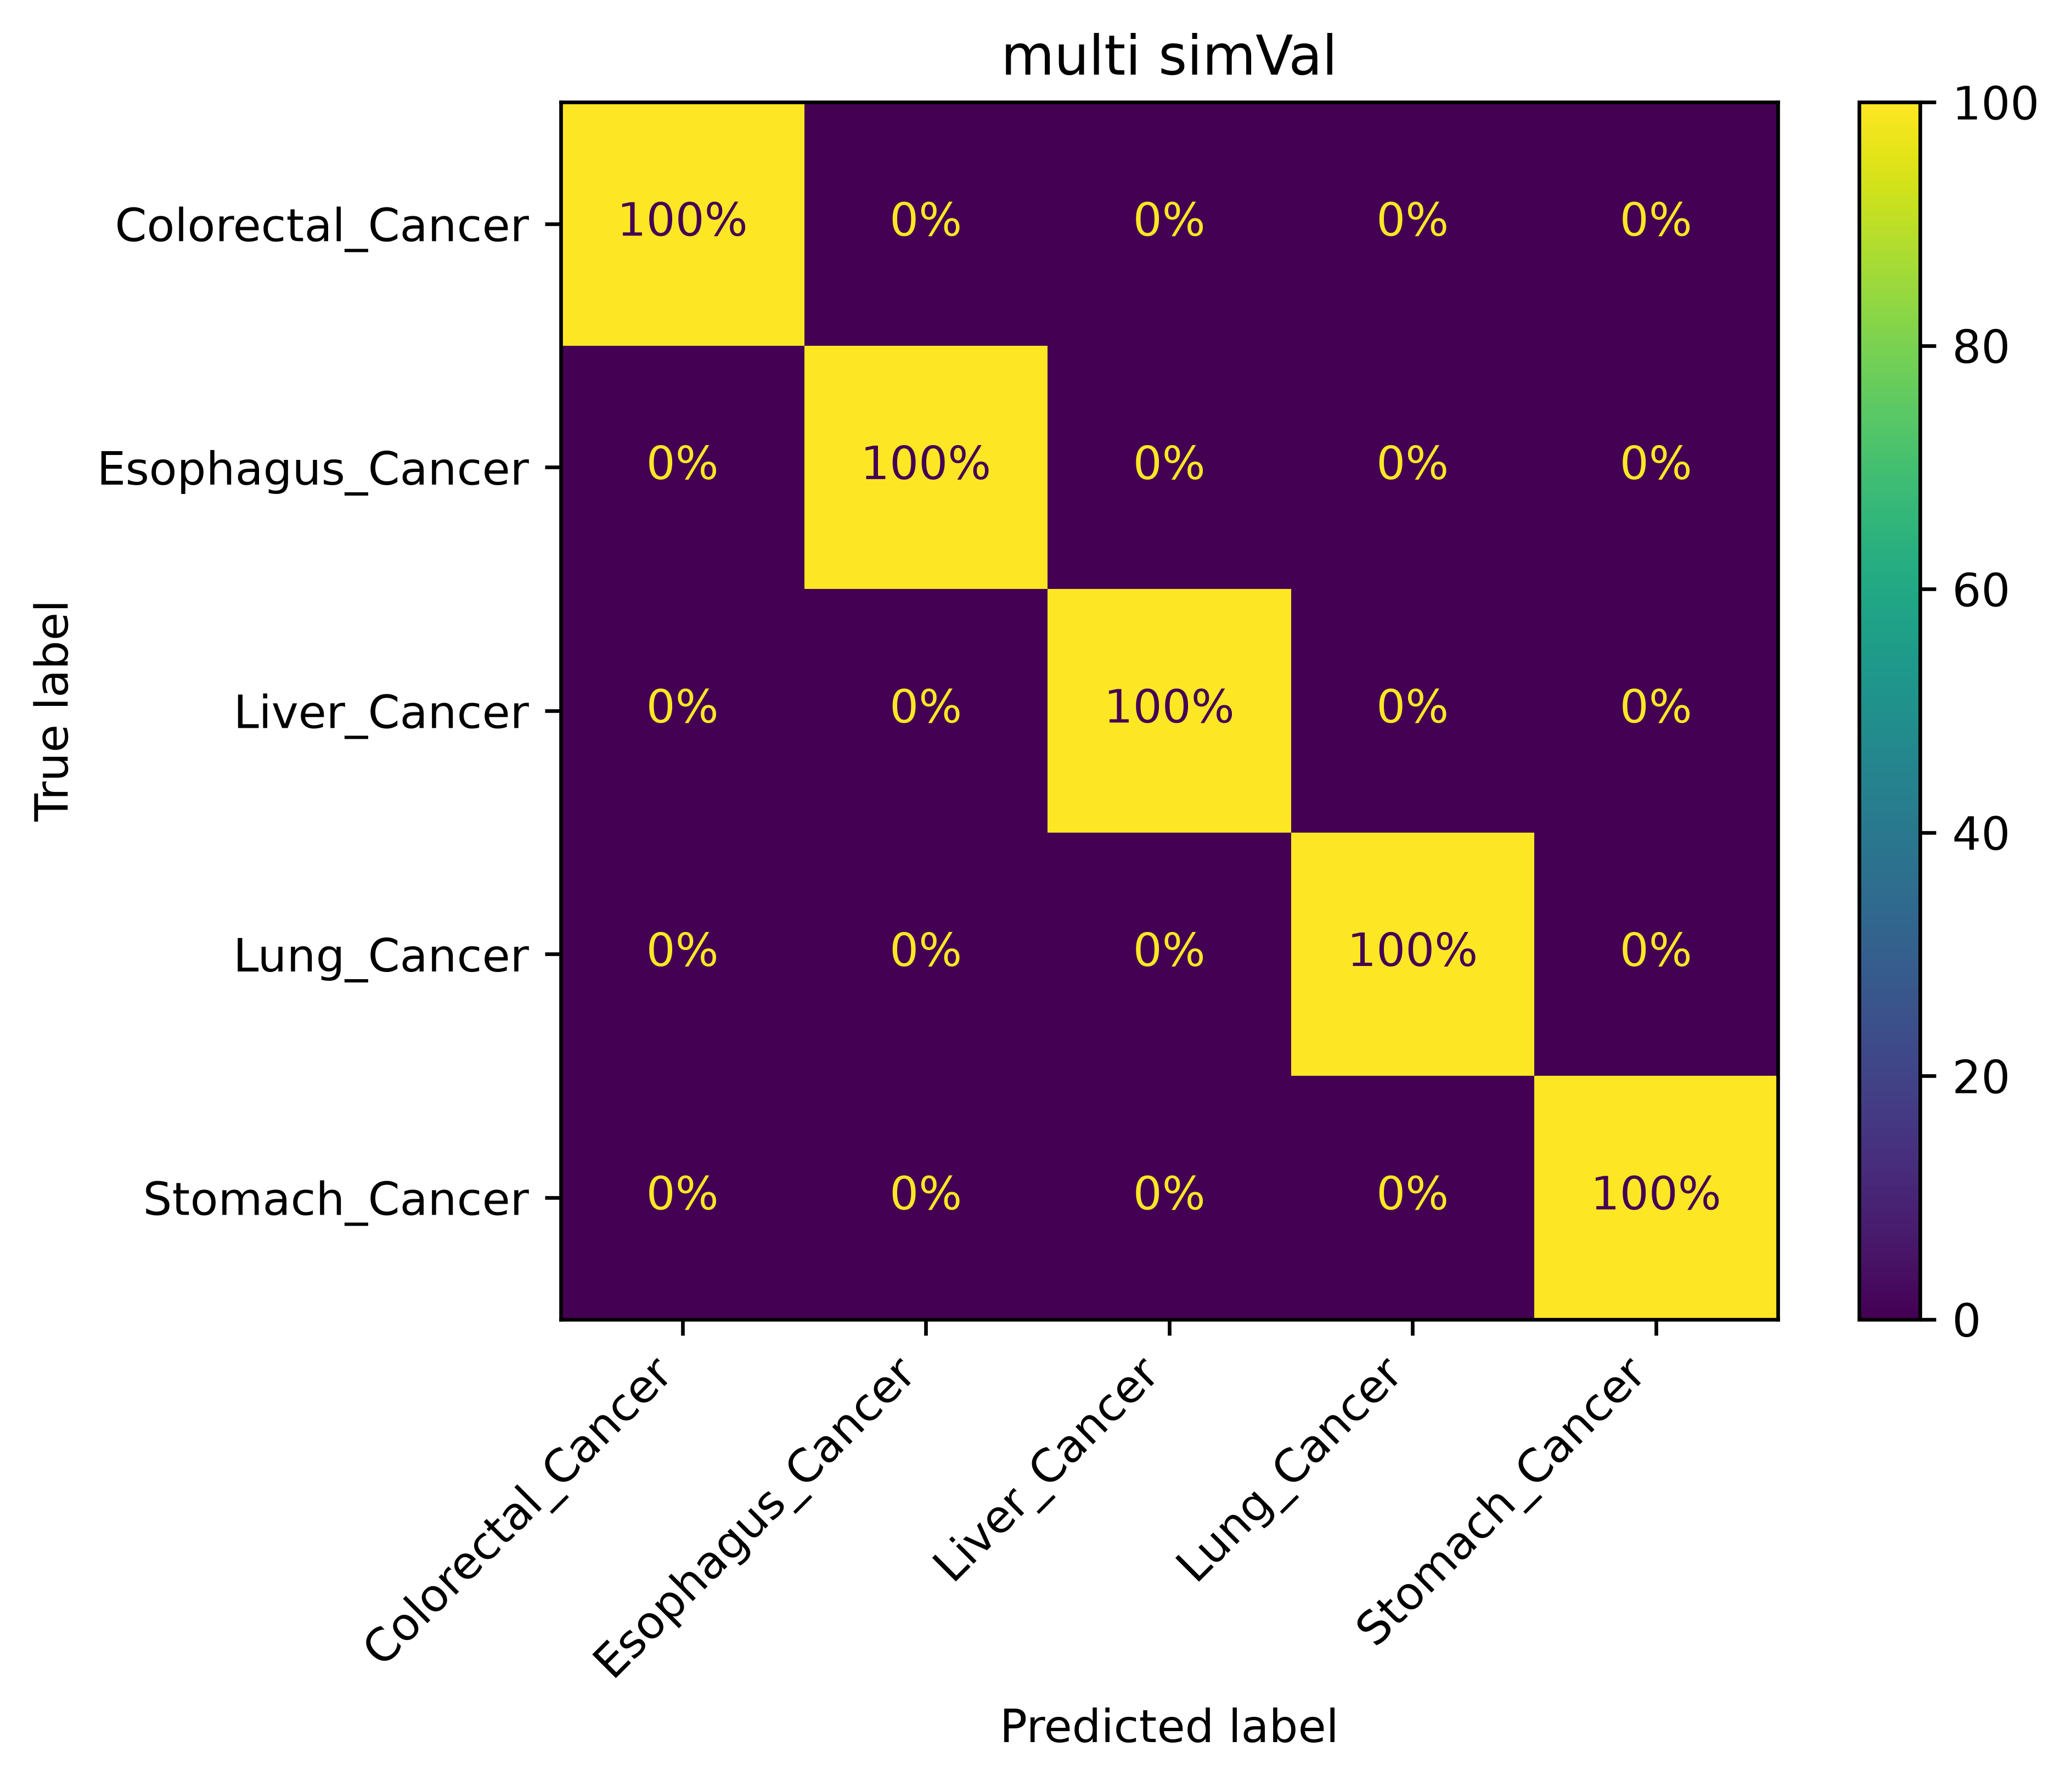 multi simVal
True label
Colorectal_Cancer 100% 0% 0% 0% 0%
Esophagus_Cancer 0% 100% 0% 0% 0%
Liver_Cancer 0% 0% 100% 0% 0%
Lung_Cancer 0% 0% 0% 100% 0%
Stomach_Cancer 0% 0% 0% 0% 100%
Colorectal_Cancer
Esophagus_Cancer
Liver_Cancer
Lung_Cancer
Stomach_Cancer
Predicted label
100
80
60
40
20
0